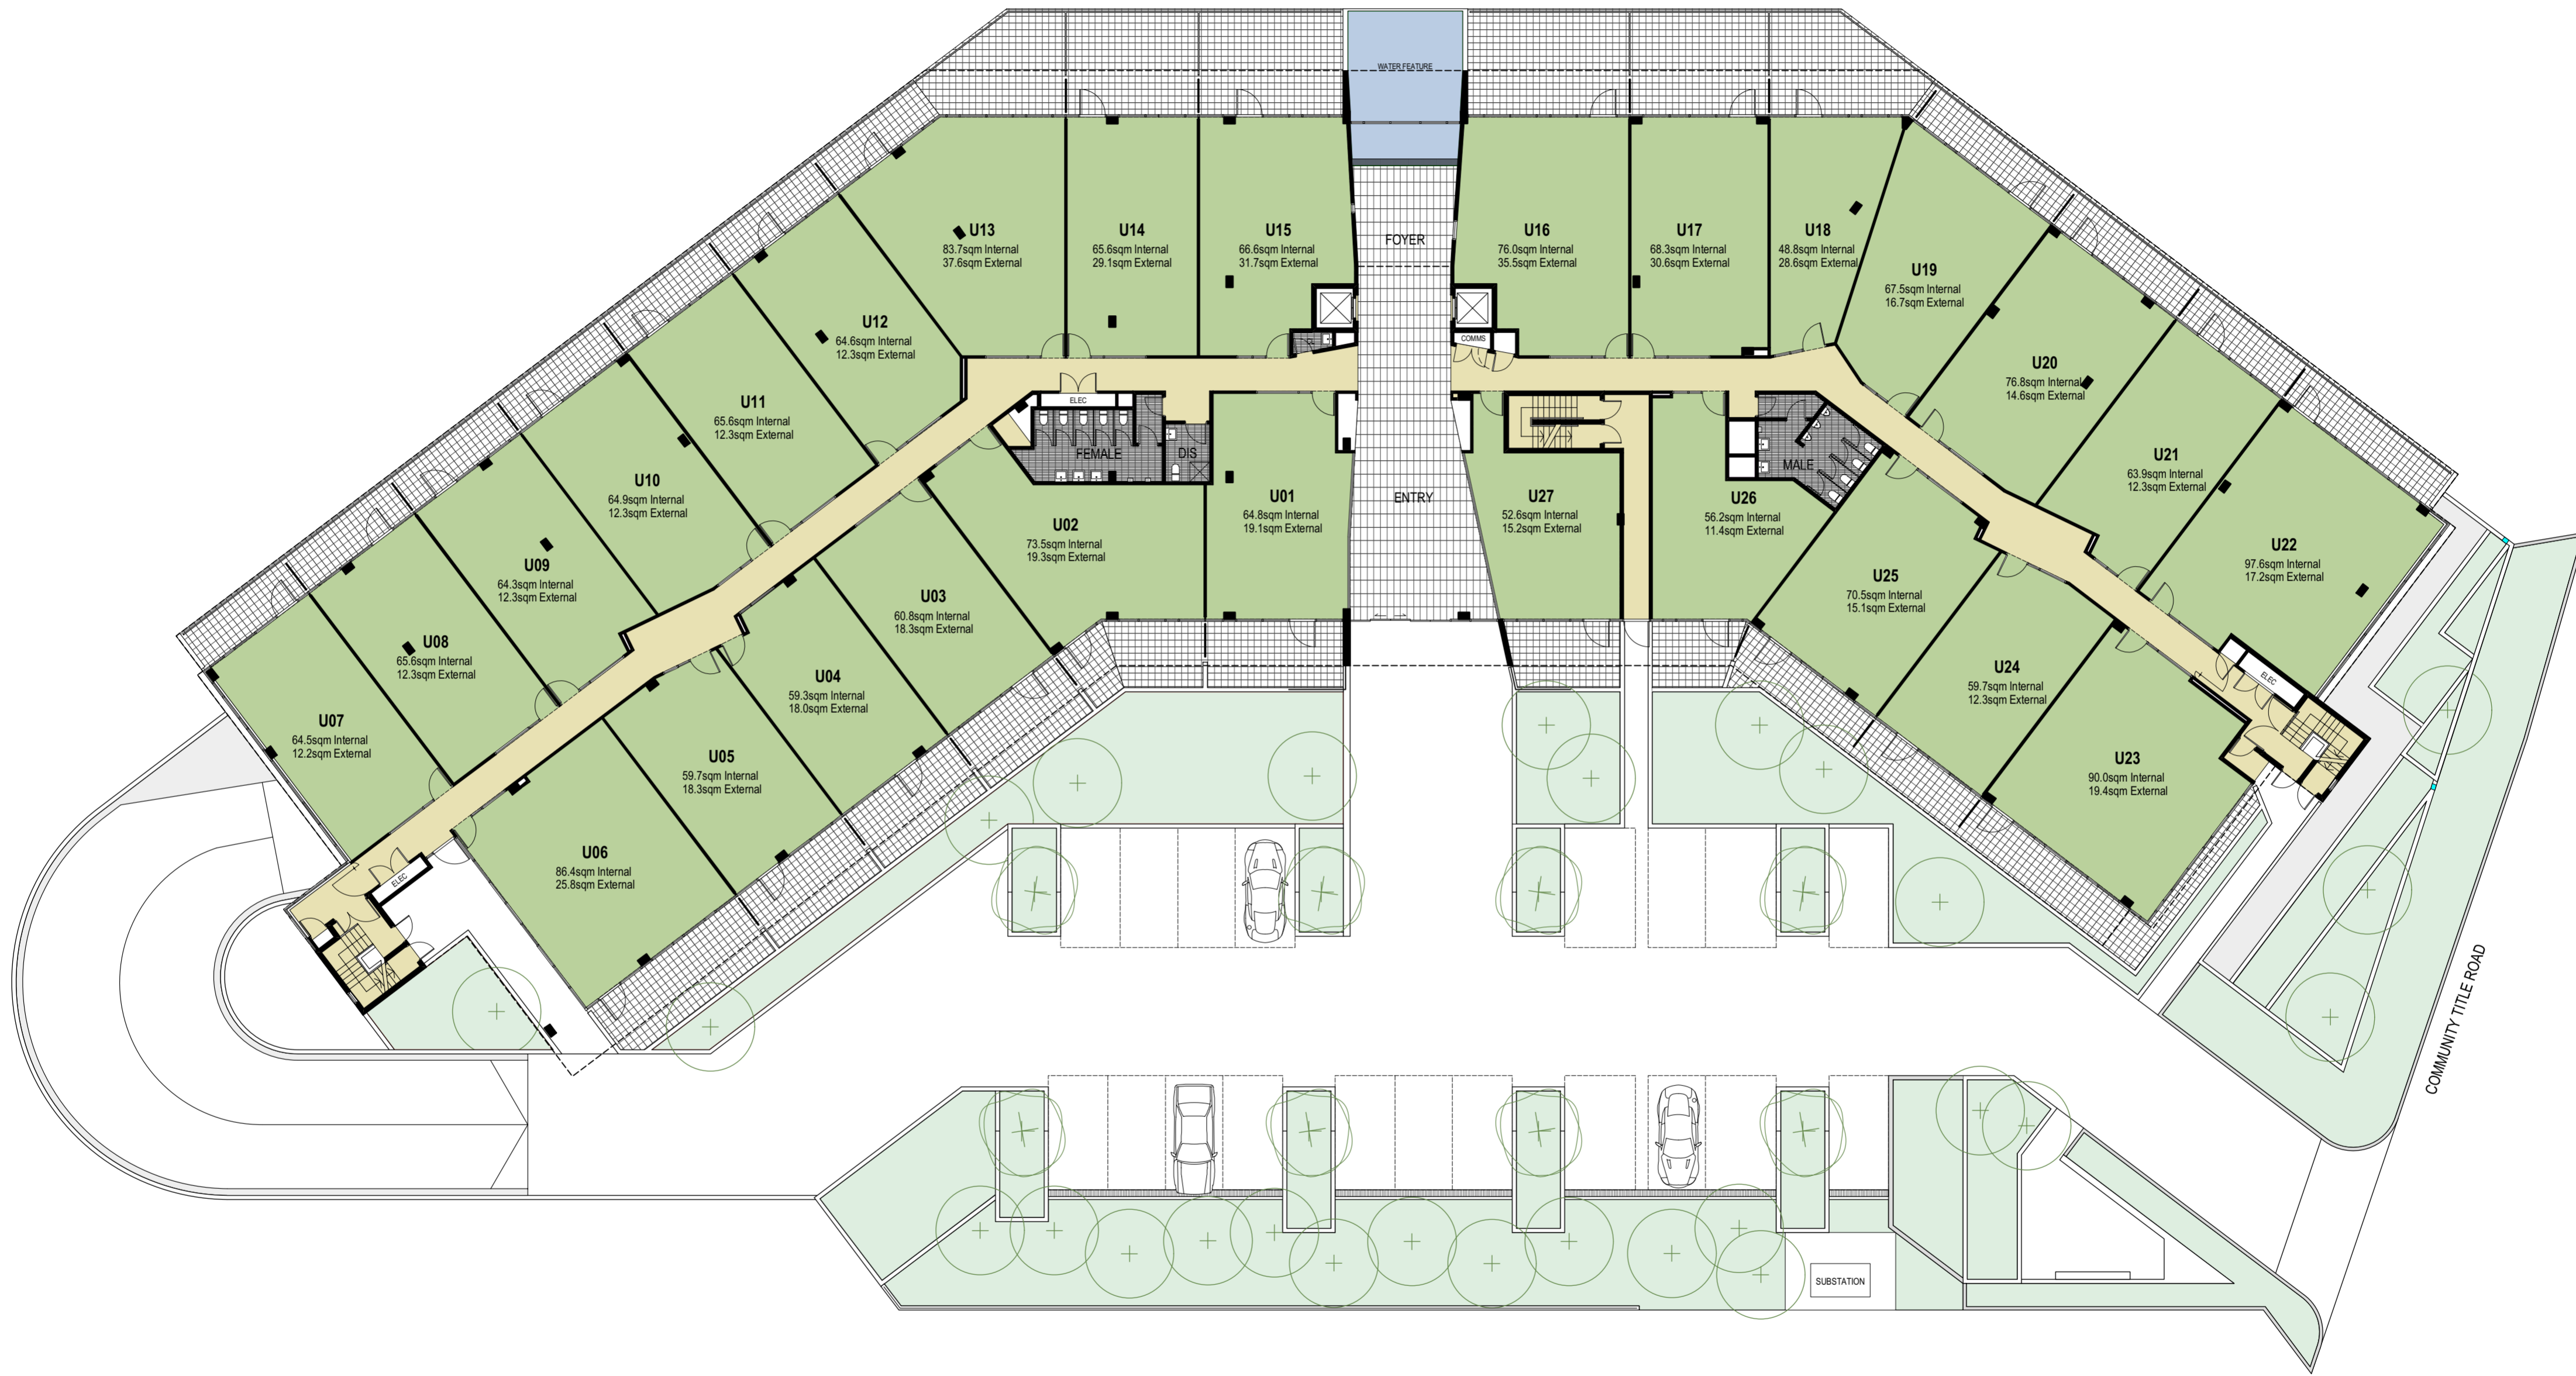 WATER FEATURE
U13
83.7sqm Internal
37.6sqm External
U14
65.6sqm Internal
29.1sqm External
U15
66.6sqm Internal
31.7sqm External
FOYER
U16
76.0sqm Internal
35.5sqm External
U17
68.3sqm Internal
30.6sqm External
U18
48.8sqm Internal
28.6sqm External
U19
67.5sqm Internal
16.7sqm External
U12
64.6sqm Internal
12.3sqm External
COMMS
U20
76.8sqm Internal
14.6sqm External
U11
65.6sqm Internal
12.3sqm External
ELEC
FEMALE
DIS
MALE
U21
63.9sqm Internal
12.3sqm External
U10
64.9sqm Internal
12.3sqm External
U01
64.8sqm Internal
19.1sqm External
ENTRY
U27
52.6sqm Internal
15.2sqm External
U26
56.2sqm Internal
11.4sqm External
U02
73.5sqm Internal
19.3sqm External
U22
97.6sqm Internal
17.2sqm External
U09
64.3sqm Internal
12.3sqm External
U25
70.5sqm Internal
15.1sqm External
U03
60.8sqm Internal
18.3sqm External
U08
65.6sqm Internal
12.3sqm External
U04
59.3sqm Internal
18.0sqm External
U24
59.7sqm Internal
12.3sqm External
ELEC
U07
64.5sqm Internal
12.2sqm External
U05
59.7sqm Internal
18.3sqm External
U23
90.0sqm Internal
19.4sqm External
U06
86.4sqm Internal
25.8sqm External
ELEC
COMMUNITY TITLE ROAD
SUBSTATION